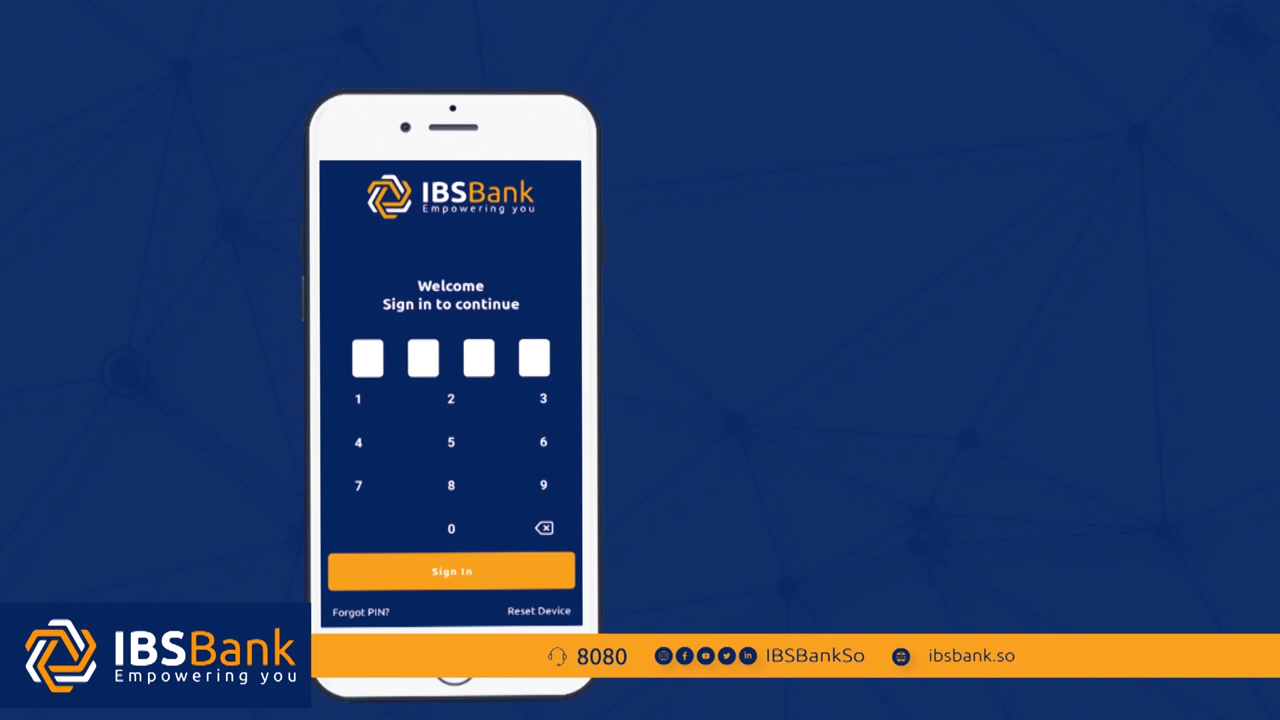 IBSBank
Empowering you
Welcome
Sign in to continue
1 2 3
4 5 6
7 8 9
0
Sign In
Forgot PIN? Reset Device
IBSBank
Empowering you
8080 IBSBankSo ibsbank.so